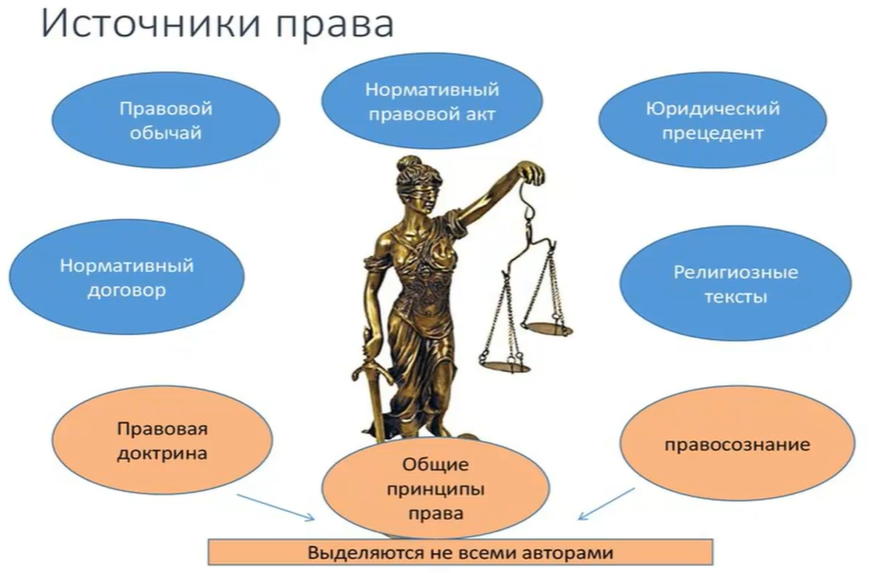 Источники права
Правовой
обычай
Нормативный
правовой акт
Юридический
прецедент
Нормативный
договор
Религиозные
тексты
Правовая
доктрина
Общие
принципы
права
правосознание
Выделяются не всеми авторами